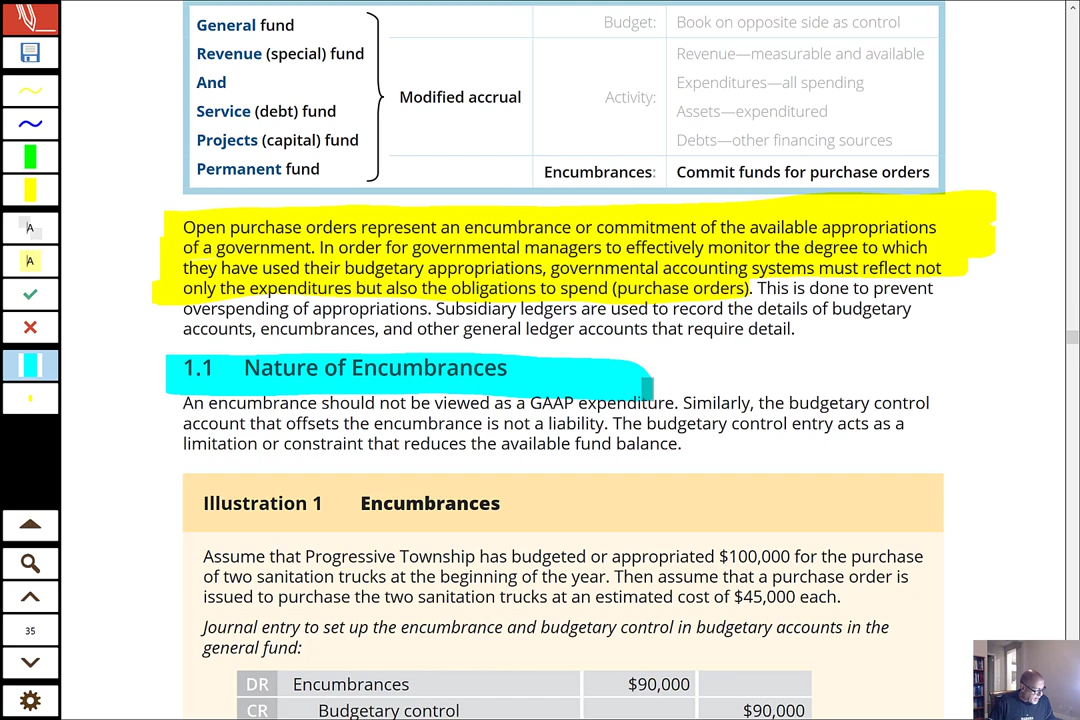 General fund
Budget: Book on opposite side as control
Revenue (special) fund
Revenue—measurable and available
And
Expenditures—all spending
Modified accrual
Activity:
Service (debt) fund
Assets—expenditured
Projects (capital) fund
Debts—other financing sources
Permanent fund
Encumbrances: Commit funds for purchase orders
Open purchase orders represent an encumbrance or commitment of the available appropriations
of a government. In order for governmental managers to effectively monitor the degree to which
they have used their budgetary appropriations, governmental accounting systems must reflect not
only the expenditures but also the obligations to spend (purchase orders). This is done to prevent
overspending of appropriations. Subsidiary ledgers are used to record the details of budgetary
accounts, encumbrances, and other general ledger accounts that require detail.
1.1 Nature of Encumbrances
An encumbrance should not be viewed as a GAAP expenditure. Similarly, the budgetary control
account that offsets the encumbrance is not a liability. The budgetary control entry acts as a
limitation or constraint that reduces the available fund balance.
Illustration 1 Encumbrances
Assume that Progressive Township has budgeted or appropriated $100,000 for the purchase
of two sanitation trucks at the beginning of the year. Then assume that a purchase order is
issued to purchase the two sanitation trucks at an estimated cost of $45,000 each.
Journal entry to set up the encumbrance and budgetary control in budgetary accounts in the
general fund:
DR Encumbrances $90,000
CR Budgetary control $90,000
A
A
35